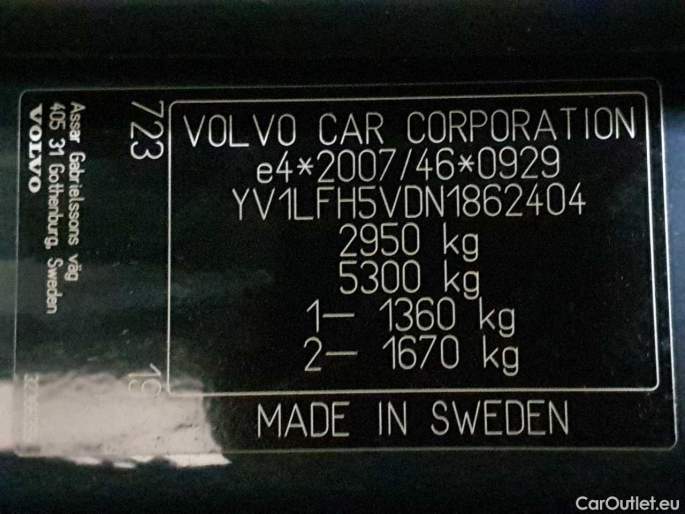 VOLVO CAR CORPORATION
e4*2007/46*0929
YV1LFH5VDN1862404
2950 kg
5300 kg
1– 1360 kg
2– 1670 kg
MADE IN SWEDEN
723
Assar Gabrielssons väg
405 31 Gothenburg, Sweden
VOLVO
CarOutlet.eu